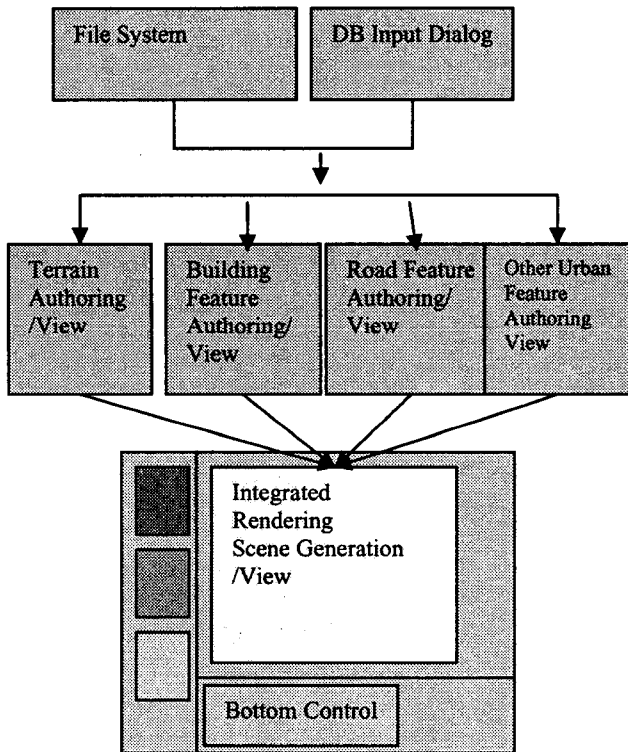 File System
DB Input Dialog
Terrain
Authoring
/View
Building
Feature
Authoring/
View
Road Feature
Authoring/
View
Other Urban
Feature
Authoring
View
Integrated
Rendering
Scene Generation
/View
Bottom Control